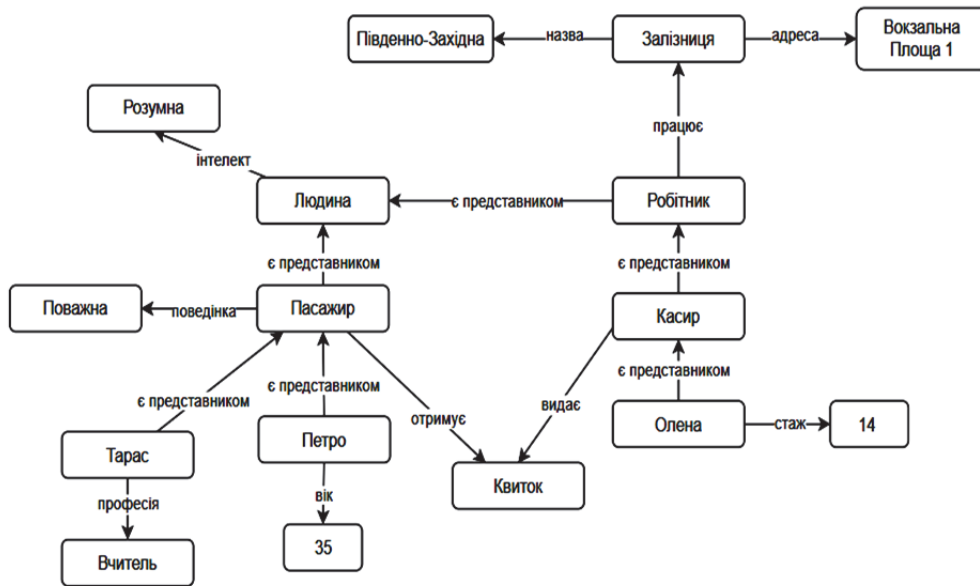 Південно-Західна
назва
Залізниця
адреса
Вокзальна
Площа 1
Розумна
працює
інтелект
Людина
є представником
Робітник
є представником
є представником
Поважна
поведінка
Пасажир
Касир
є представником
є представником
є представником
отримує
видає
Олена
стаж
14
Тарас
Петро
Квиток
професія
вік
Вчитель
35